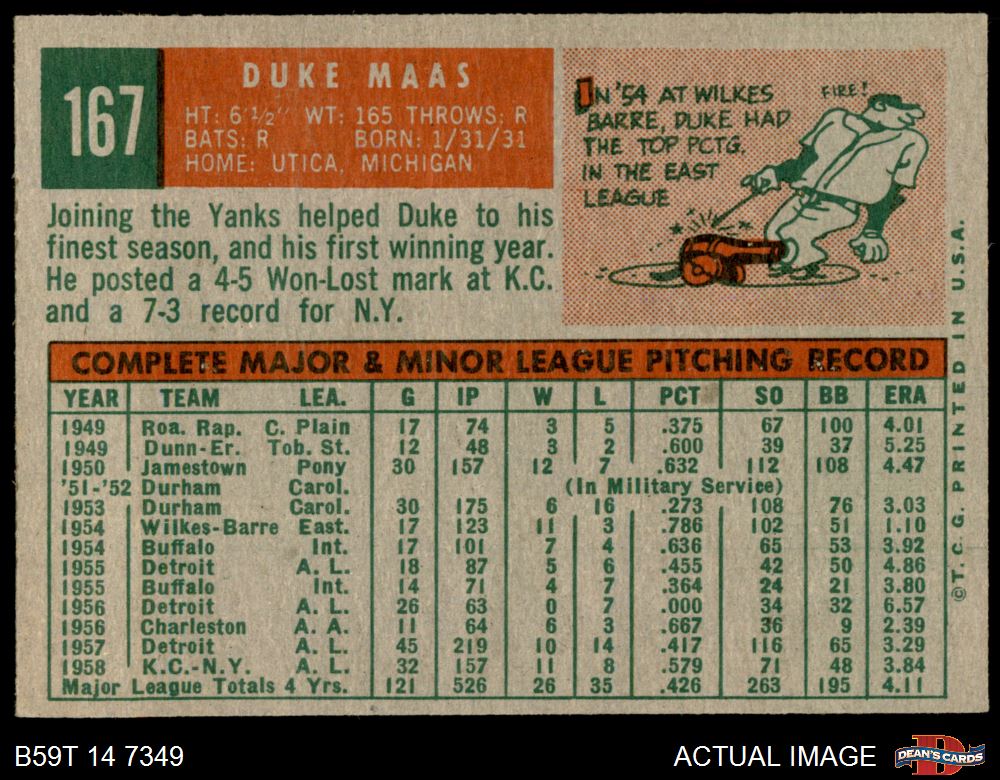 167
DUKE MAAS
HT: 6'1/2" WT: 165 THROWS: R
BATS: R BORN: 1/31/31
HOME: UTICA, MICHIGAN
IN '54 AT WILKES
BARRE, DUKE HAD
THE TOP PCTG.
IN THE EAST
LEAGUE
FIRE!
Joining the Yanks helped Duke to his
finest season, and his first winning year.
He posted a 4-5 Won-Lost mark at K.C.
and a 7-3 record for N.Y.
COMPLETE MAJOR & MINOR LEAGUE PITCHING RECORD
YEAR TEAM LEA. G IP W L PCT SO BB ERA
1949 Roa. Rap. C. Plain 17 74 3 5 .375 67 100 4.01
1949 Dunn-Er. Tob. St. 12 48 3 2 .600 39 37 5.25
1950 Jamestown Pony 30 157 12 7 .632 112 108 4.47
'51-'52 Durham Carol. (In Military Service)
1953 Durham Carol. 30 175 6 16 .273 108 76 3.03
1954 Wilkes-Barre East. 17 123 11 3 .786 102 51 1.10
1954 Buffalo Int. 17 101 7 4 .636 65 53 3.92
1955 Detroit A. L. 18 87 5 6 .455 42 50 4.86
1955 Buffalo Int. 14 71 4 7 .364 24 21 3.80
1956 Detroit A. L. 26 63 0 7 .000 34 32 6.57
1956 Charleston A. A. 11 64 6 3 .667 36 9 2.39
1957 Detroit A. L. 45 219 10 14 .417 116 65 3.29
1958 K.C.-N.Y. A. L. 32 157 11 8 .579 71 48 3.84
Major League Totals 4 Yrs. 121 526 26 35 .426 263 195 4.11
©T. C. G. PRINTED IN U.S.A.
B59T 14 7349
ACTUAL IMAGE
D
DEAN'S CARDS